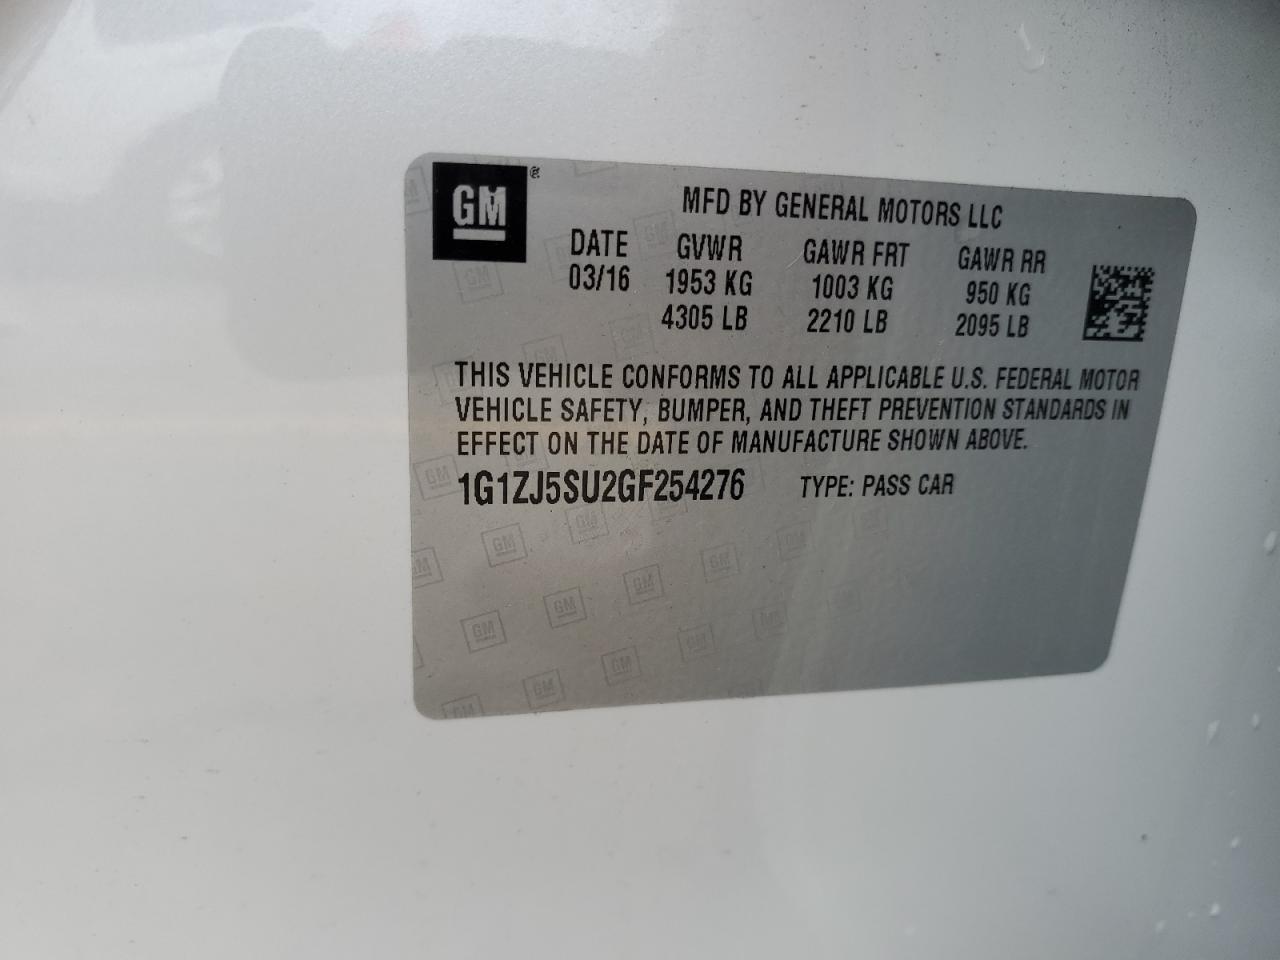 GM ®
MFD BY GENERAL MOTORS LLC
DATE GVWR GAWR FRT GAWR RR
03/16 1953 KG 1003 KG 950 KG
4305 LB 2210 LB 2095 LB
THIS VEHICLE CONFORMS TO ALL APPLICABLE U.S. FEDERAL MOTOR
VEHICLE SAFETY, BUMPER, AND THEFT PREVENTION STANDARDS IN
EFFECT ON THE DATE OF MANUFACTURE SHOWN ABOVE.
1G1ZJ5SU2GF254276 TYPE: PASS CAR